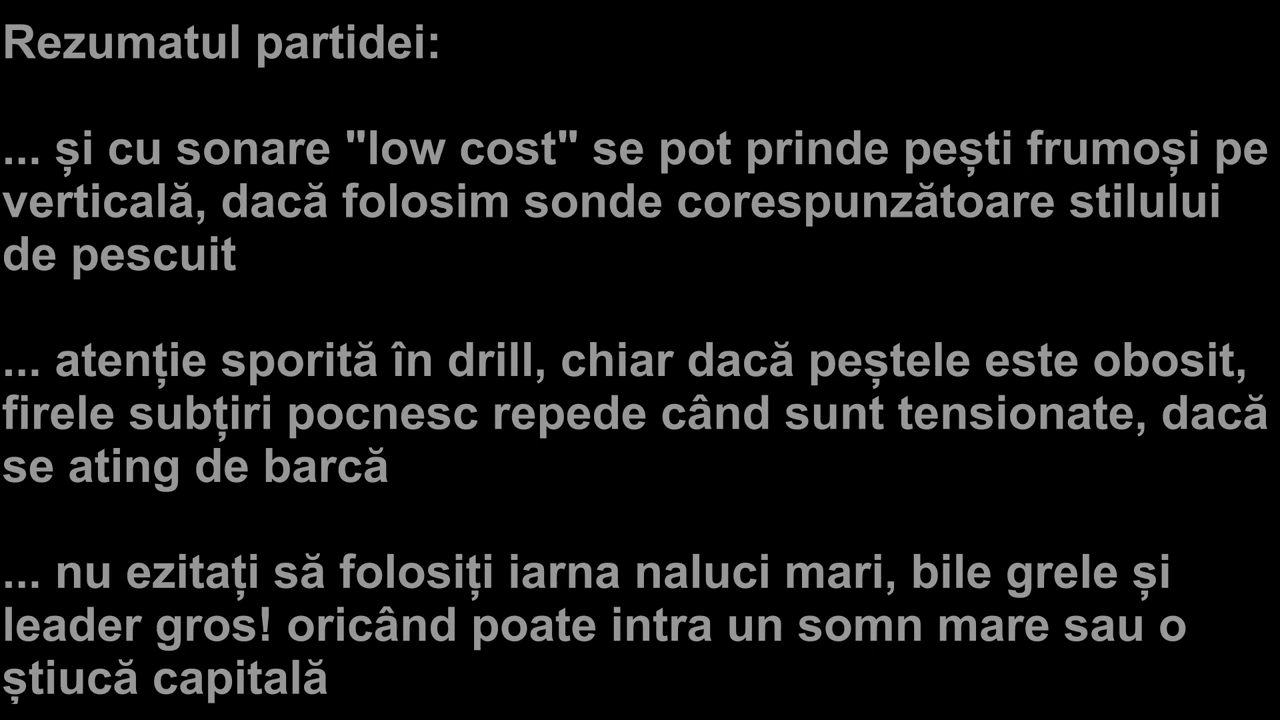 Rezumatul partidei:
... și cu sonare "low cost" se pot prinde pești frumoși pe
verticală, dacă folosim sonde corespunzătoare stilului
de pescuit
... atenție sporită în drill, chiar dacă peștele este obosit,
firele subțiri pocnesc repede când sunt tensionate, dacă
se ating de barcă
... nu ezitați să folosiți iarna naluci mari, bile grele și
leader gros! oricând poate intra un somn mare sau o
știucă capitală